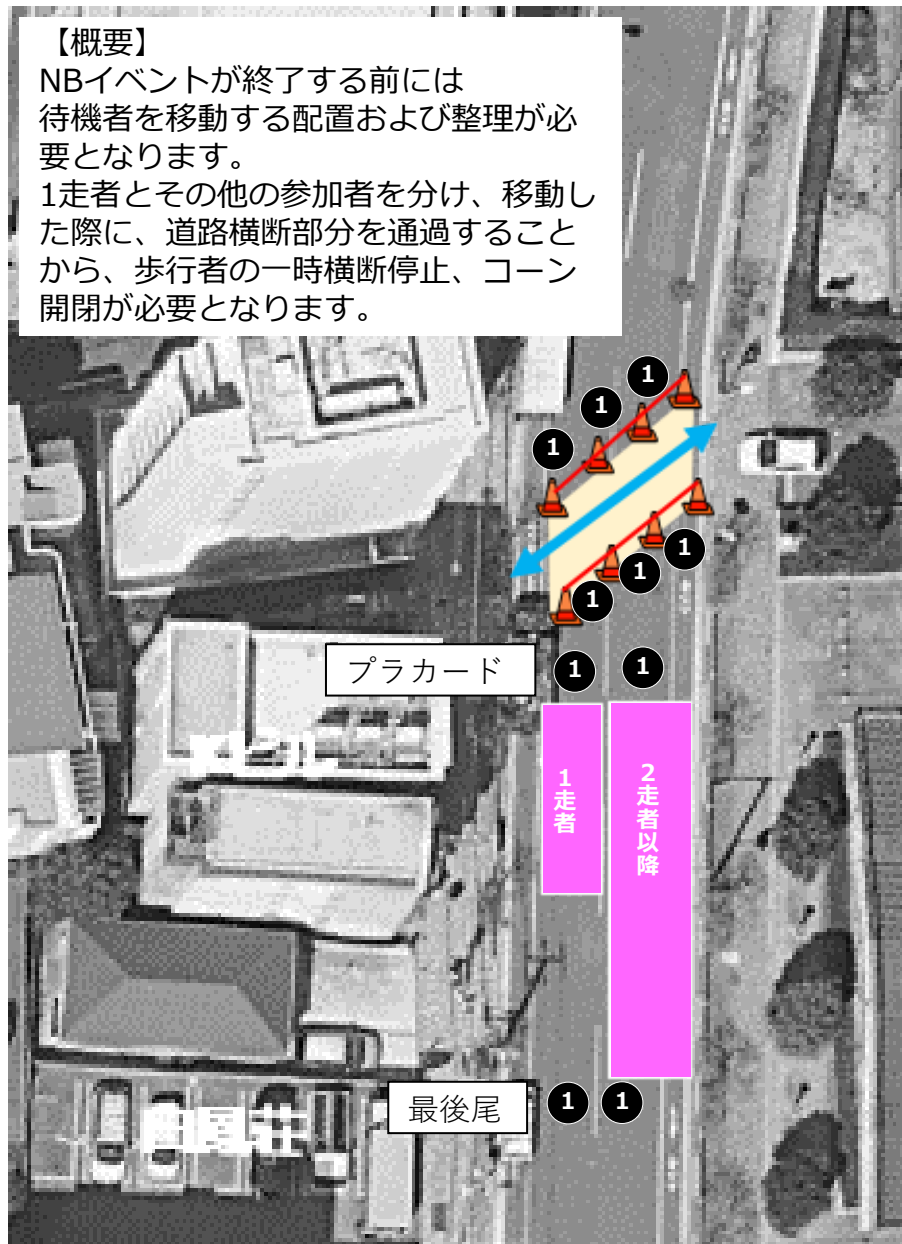 【概要】
NBイベントが終了する前には
待機者を移動する配置および整理が必
要となります。
1走者とその他の参加者を分け、移動し
た際に、道路横断部分を通過すること
から、歩行者の一時横断停止、コーン
開閉が必要となります。
1
1
1
1
1
1
プラカード
1
1
1走者
2走者以降
最後尾
1
1